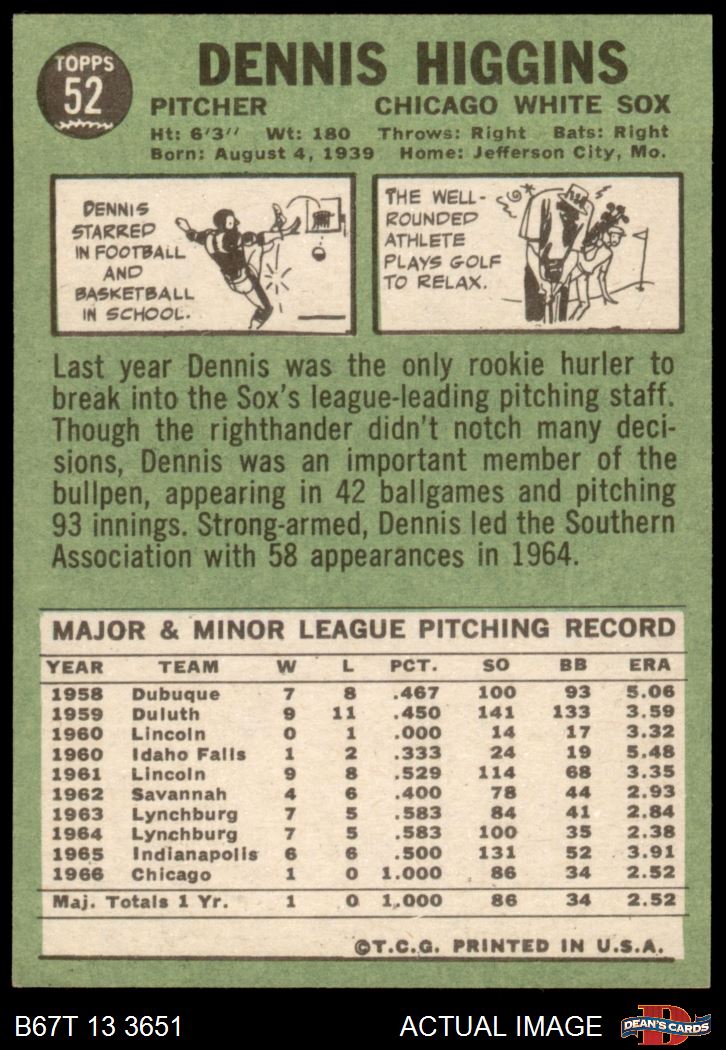 TOPPS
52
DENNIS HIGGINS
PITCHER CHICAGO WHITE SOX
Ht: 6'3" Wt: 180 Throws: Right Bats: Right
Born: August 4, 1939 Home: Jefferson City, Mo.
DENNIS
STARRED
IN FOOTBALL
AND
BASKETBALL
IN SCHOOL.
THE WELL-
ROUNDED
ATHLETE
PLAYS GOLF
TO RELAX.
Last year Dennis was the only rookie hurler to
break into the Sox's league-leading pitching staff.
Though the righthander didn't notch many deci-
sions, Dennis was an important member of the
bullpen, appearing in 42 ballgames and pitching
93 innings. Strong-armed, Dennis led the Southern
Association with 58 appearances in 1964.
MAJOR & MINOR LEAGUE PITCHING RECORD
YEAR TEAM W L PCT. SO BB ERA
1958 Dubuque 7 8 .467 100 93 5.06
1959 Duluth 9 11 .450 141 133 3.59
1960 Lincoln 0 1 .000 14 17 3.32
1960 Idaho Falls 1 2 .333 24 19 5.48
1961 Lincoln 9 8 .529 114 68 3.35
1962 Savannah 4 6 .400 78 44 2.93
1963 Lynchburg 7 5 .583 84 41 2.84
1964 Lynchburg 7 5 .583 100 35 2.38
1965 Indianapolis 6 6 .500 131 52 3.91
1966 Chicago 1 0 1.000 86 34 2.52
Maj. Totals 1 Yr. 1 0 1.000 86 34 2.52
©T.C.G. PRINTED IN U.S.A.
B67T 13 3651 ACTUAL IMAGE
D
DEAN'S CARDS